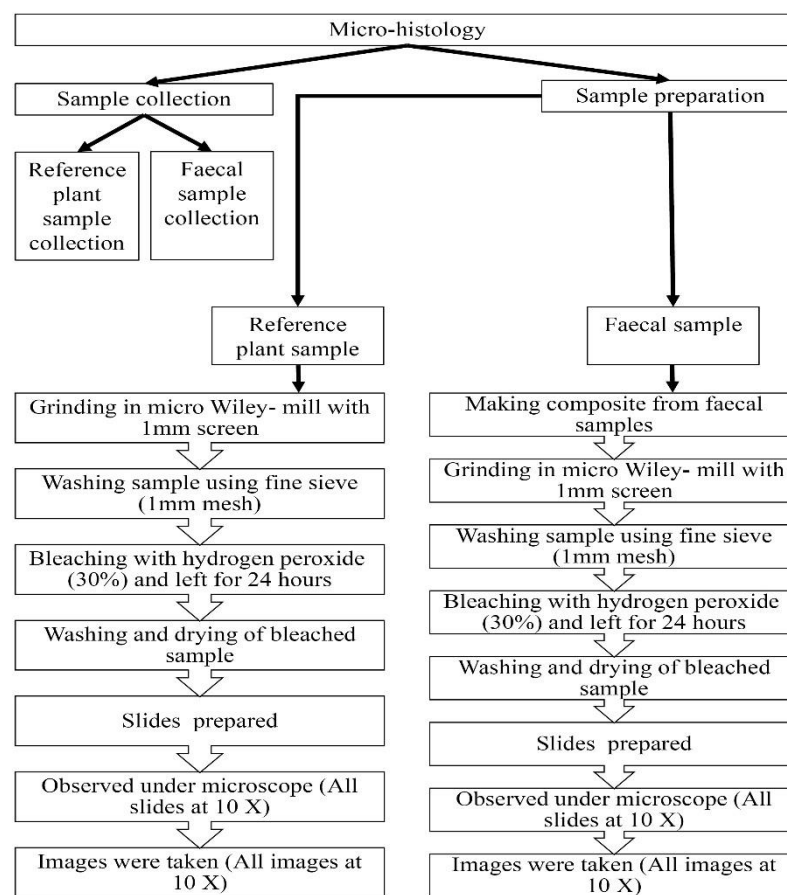 Micro-histology
Sample collection
Sample preparation
Reference
plant
sample
collection
Faecal
sample
collection
Reference
plant sample
Faecal sample
Grinding in micro Wiley- mill with
1mm screen
Washing sample using fine sieve
(1mm mesh)
Bleaching with hydrogen peroxide
(30%) and left for 24 hours
Washing and drying of bleached
sample
Slides prepared
Observed under microscope (All
slides at 10 X)
Images were taken (All images at
10 X)
Making composite from faecal
samples
Grinding in micro Wiley- mill with
1mm screen
Washing sample using fine sieve
(1mm mesh)
Bleaching with hydrogen peroxide
(30%) and left for 24 hours
Washing and drying of bleached
sample
Slides prepared
Observed under microscope (All
slides at 10 X)
Images were taken (All images at
10 X)